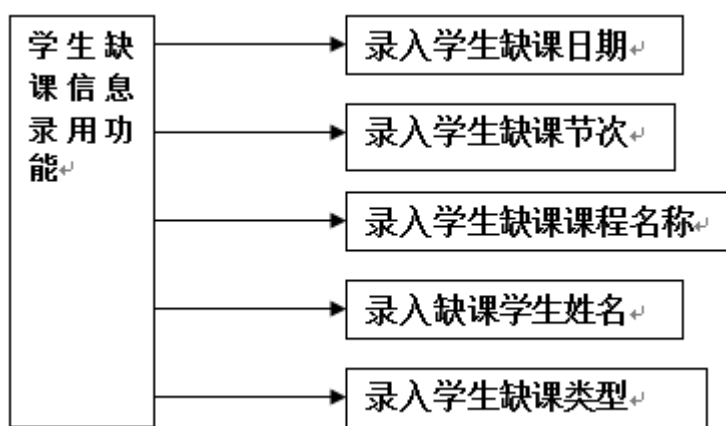 学生缺
课信息
录用功
能
录入学生缺课日期
录入学生缺课节次
录入学生缺课课程名称
录入缺课学生姓名
录入学生缺课类型